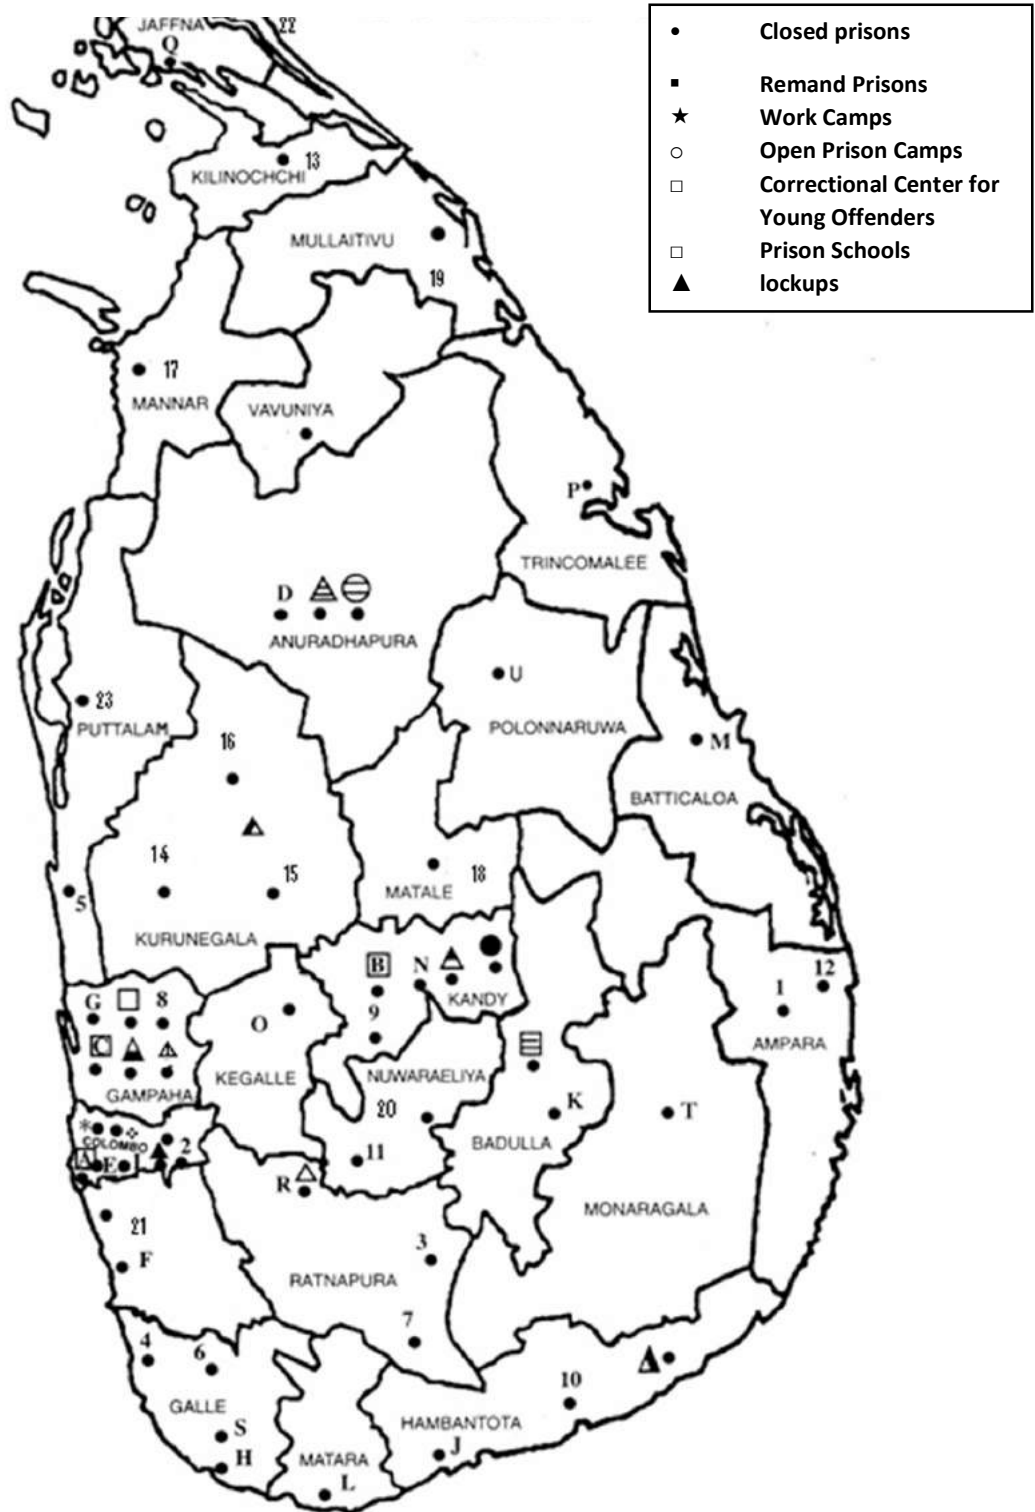 Closed prisons
Remand Prisons
Work Camps
Open Prison Camps
Correctional Center for
Young Offenders
Prison Schools
lockups
JAFFNA
22
Q
13
KILINOCHCHI
MULLAITIVU
19
17
MANNAR
VAVUNIYA
P
TRINCOMALEE
D
ANURADHAPURA
U
23
PUTTALAM
POLONNARUWA
16
M
BATTICALOA
14
15
18
MATALE
5
KURUNEGALA
B
N
G
8
KANDY
12
1
9
O
C
AMPARA
GAMPAHA
KEGALLE
NUWARAELIYA
20
K
T
COLOMBO
2
BADULLA
A
E
11
R
MONARAGALA
21
F
3
RATNAPURA
7
4
6
10
GALLE
HAMBANTOTA
S
H
MATARA
J
L